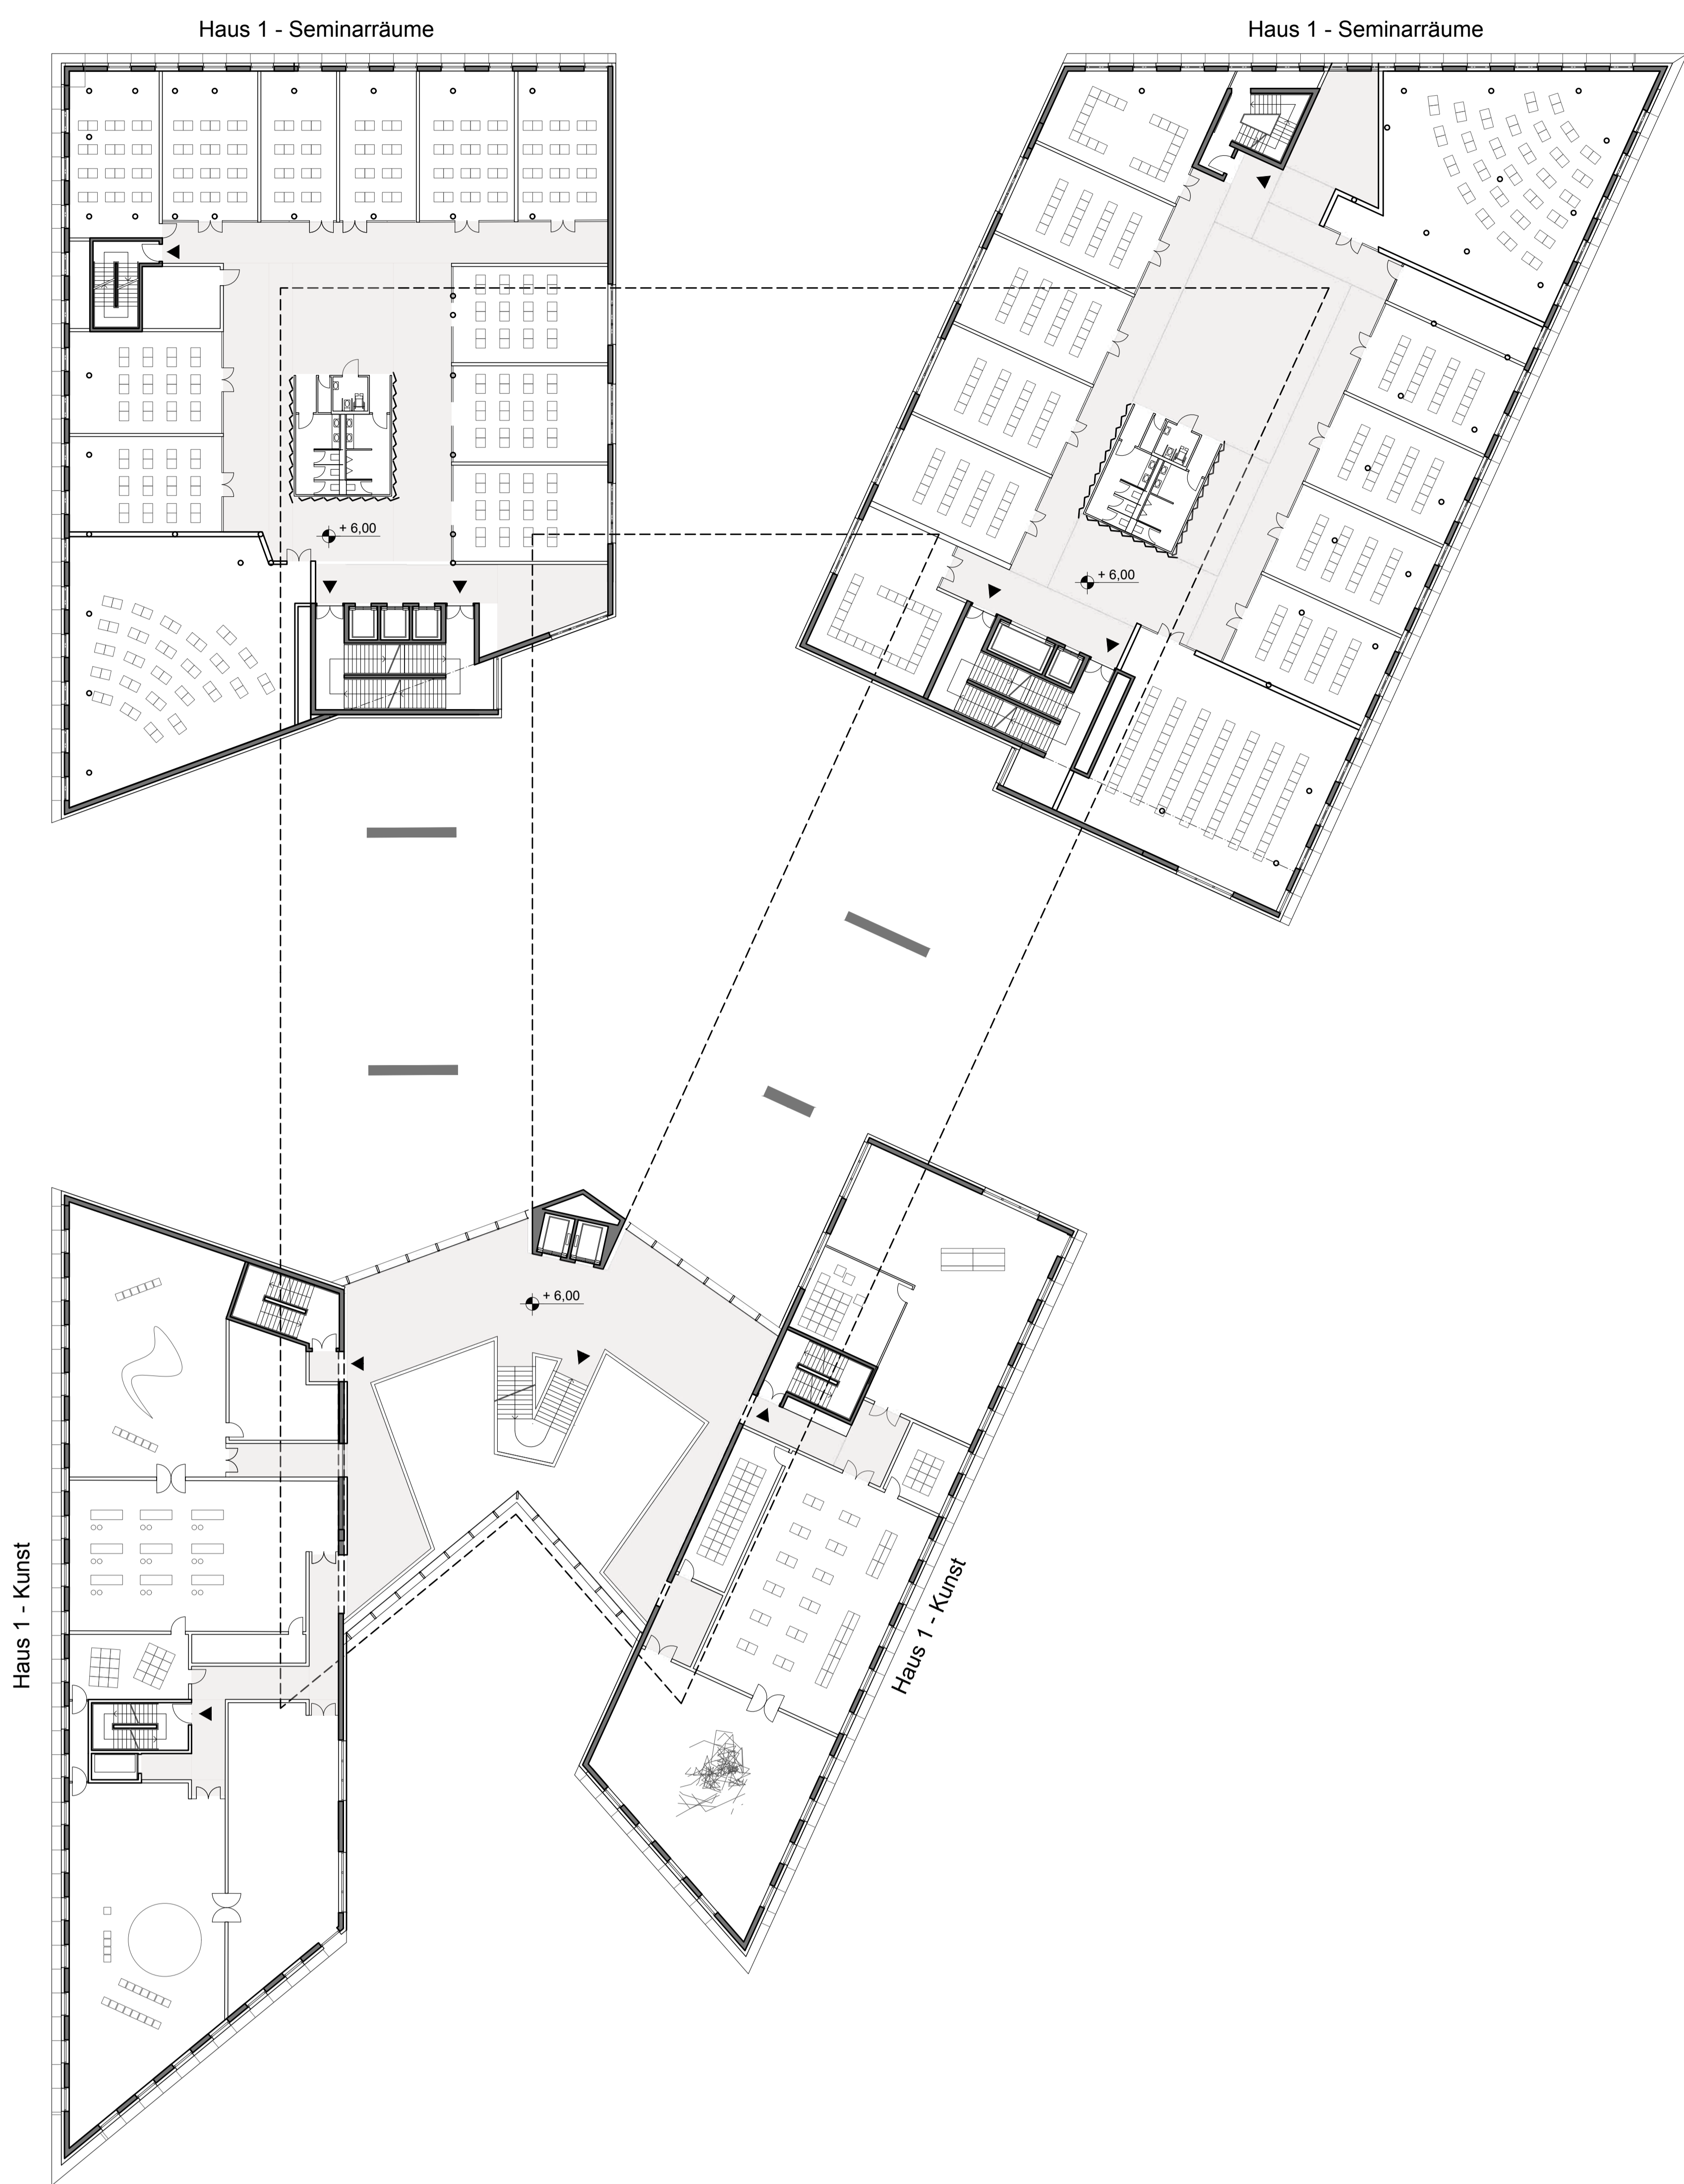 Haus 1 - Seminarräume
Haus 1 - Seminarräume
+ 6,00
+ 6,00
+ 6,00
Haus 1 - Kunst
Haus 1 - Kunst